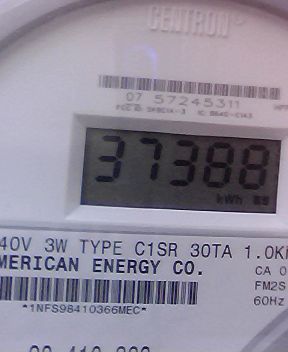 CENTRON®
07 57245311
37388
kWh
40V 3W TYPE C1SR 30TA 1.0K
MERICAN ENERGY CO.
CA 0
FM2S
60Hz
*1NFS98410366MEC*